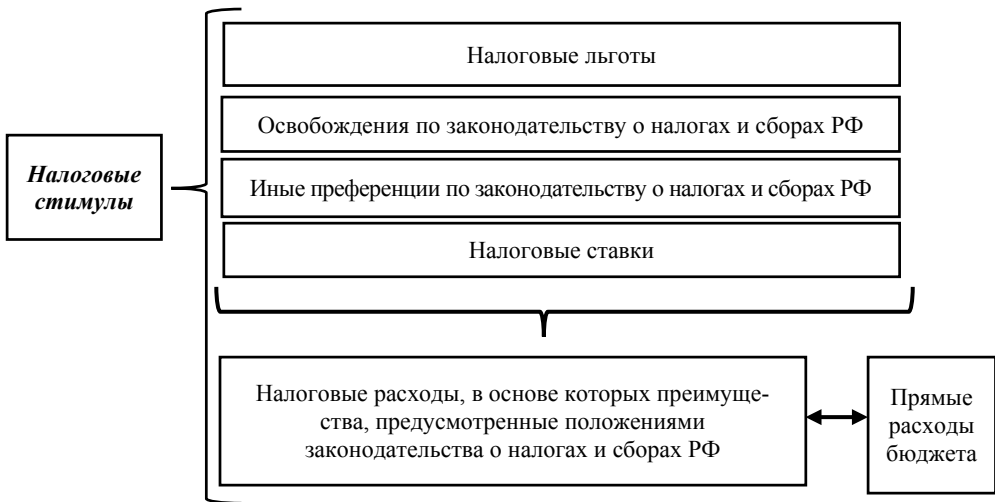 Налоговые льготы
Освобождения по законодательству о налогах и сборах РФ
Налоговые
стимулы
Иные преференции по законодательству о налогах и сборах РФ
Налоговые ставки
Налоговые расходы, в основе которых преимуще-
ства, предусмотренные положениями
законодательства о налогах и сборах РФ
Прямые
расходы
бюджета